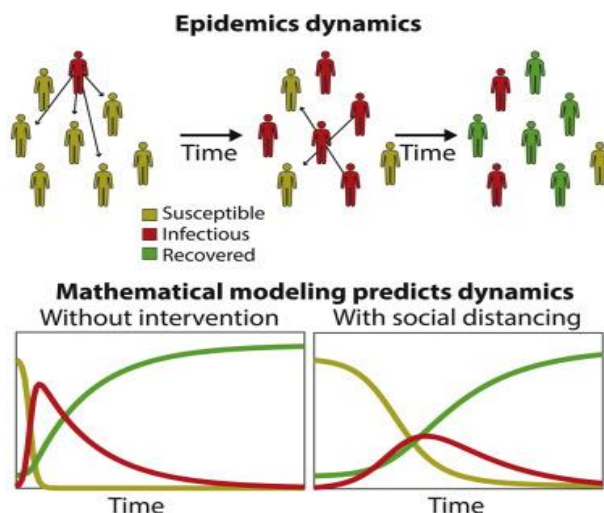 Epidemics dynamics
Time
Time
Susceptible
Infectious
Recovered
Mathematical modeling predicts dynamics
Without intervention
With social distancing
Time
Time